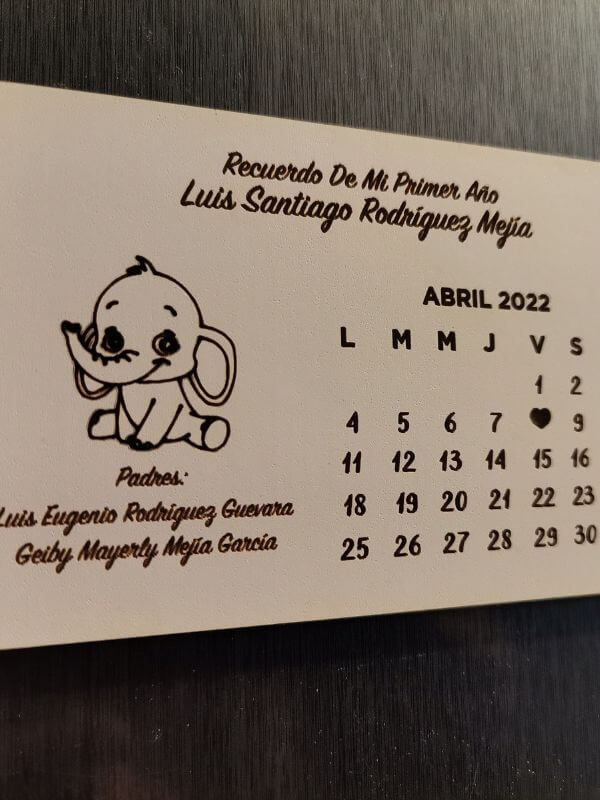 Recuerdo De Mi Primer Año
Luis Santiago Rodríguez Mejía
ABRIL 2022
L M M J V S
1 2
4 5 6 7 9
11 12 13 14 15 16
18 19 20 21 22 23
25 26 27 28 29 30
Padres:
Luis Eugenio Rodriguez Guevara
Geiby Mayerly Mejía García